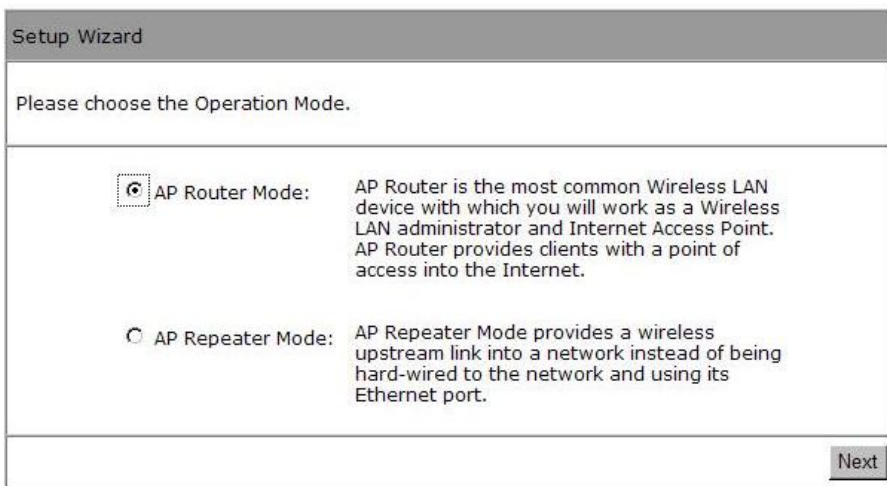 Setup Wizard
Please choose the Operation Mode.
AP Router Mode:
AP Router is the most common Wireless LAN
device with which you will work as a Wireless
LAN administrator and Internet Access Point.
AP Router provides clients with a point of
access into the Internet.
AP Repeater Mode:
AP Repeater Mode provides a wireless
upstream link into a network instead of being
hard-wired to the network and using its
Ethernet port.
Next